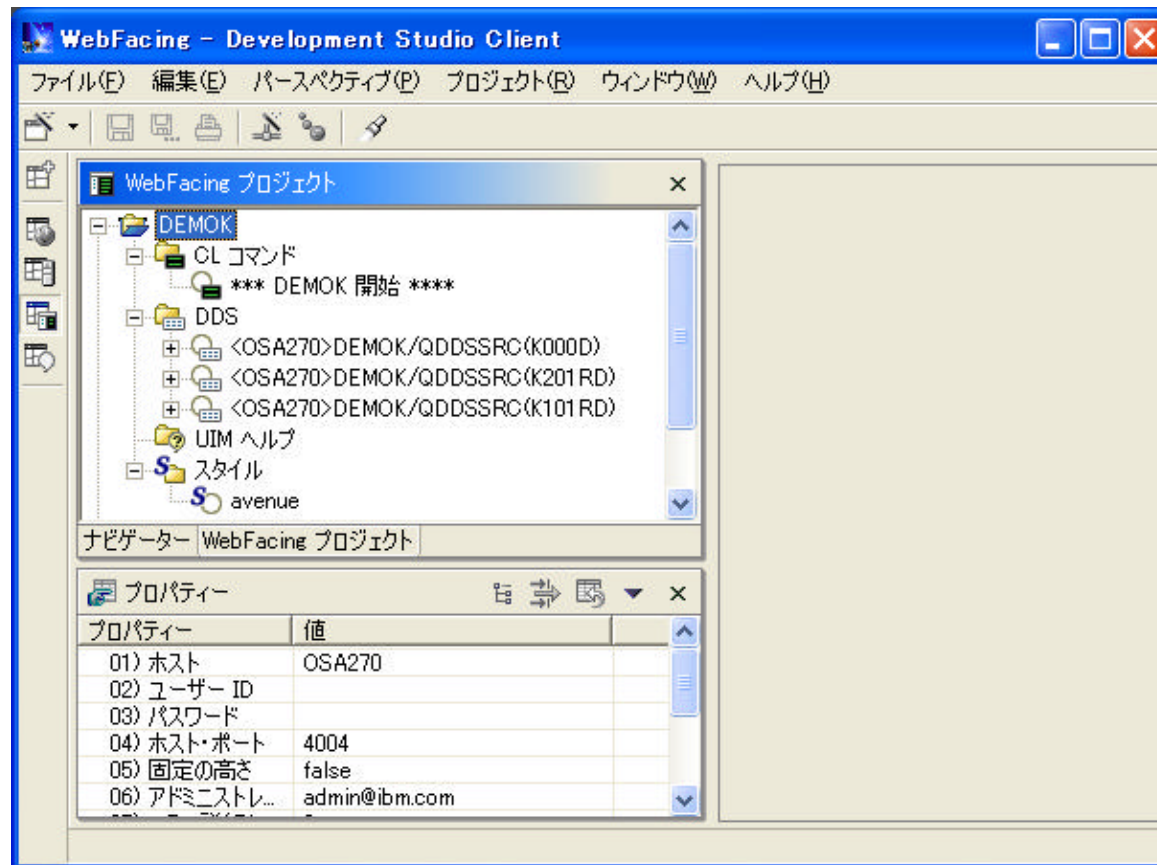 WebFacing - Development Studio Client
ファイル(F) 編集(E) パースペクティブ(P) プロジェクト(R) ウィンドウ(W) ヘルプ(H)
WebFacing プロジェクト
DEMOK
CL コマンド
*** DEMOK 開始 ****
DDS
<OSA270>DEMOK/QDDSSRC(K000D)
<OSA270>DEMOK/QDDSSRC(K201RD)
<OSA270>DEMOK/QDDSSRC(K101RD)
UIM ヘルプ
スタイル
avenue
ナビゲーター WebFacing プロジェクト
プロパティー
プロパティー 値
01) ホスト OSA270
02) ユーザー ID
03) パスワード
04) ホスト・ポート 4004
05) 固定の高さ false
06) アドミニストレ... admin@ibm.com